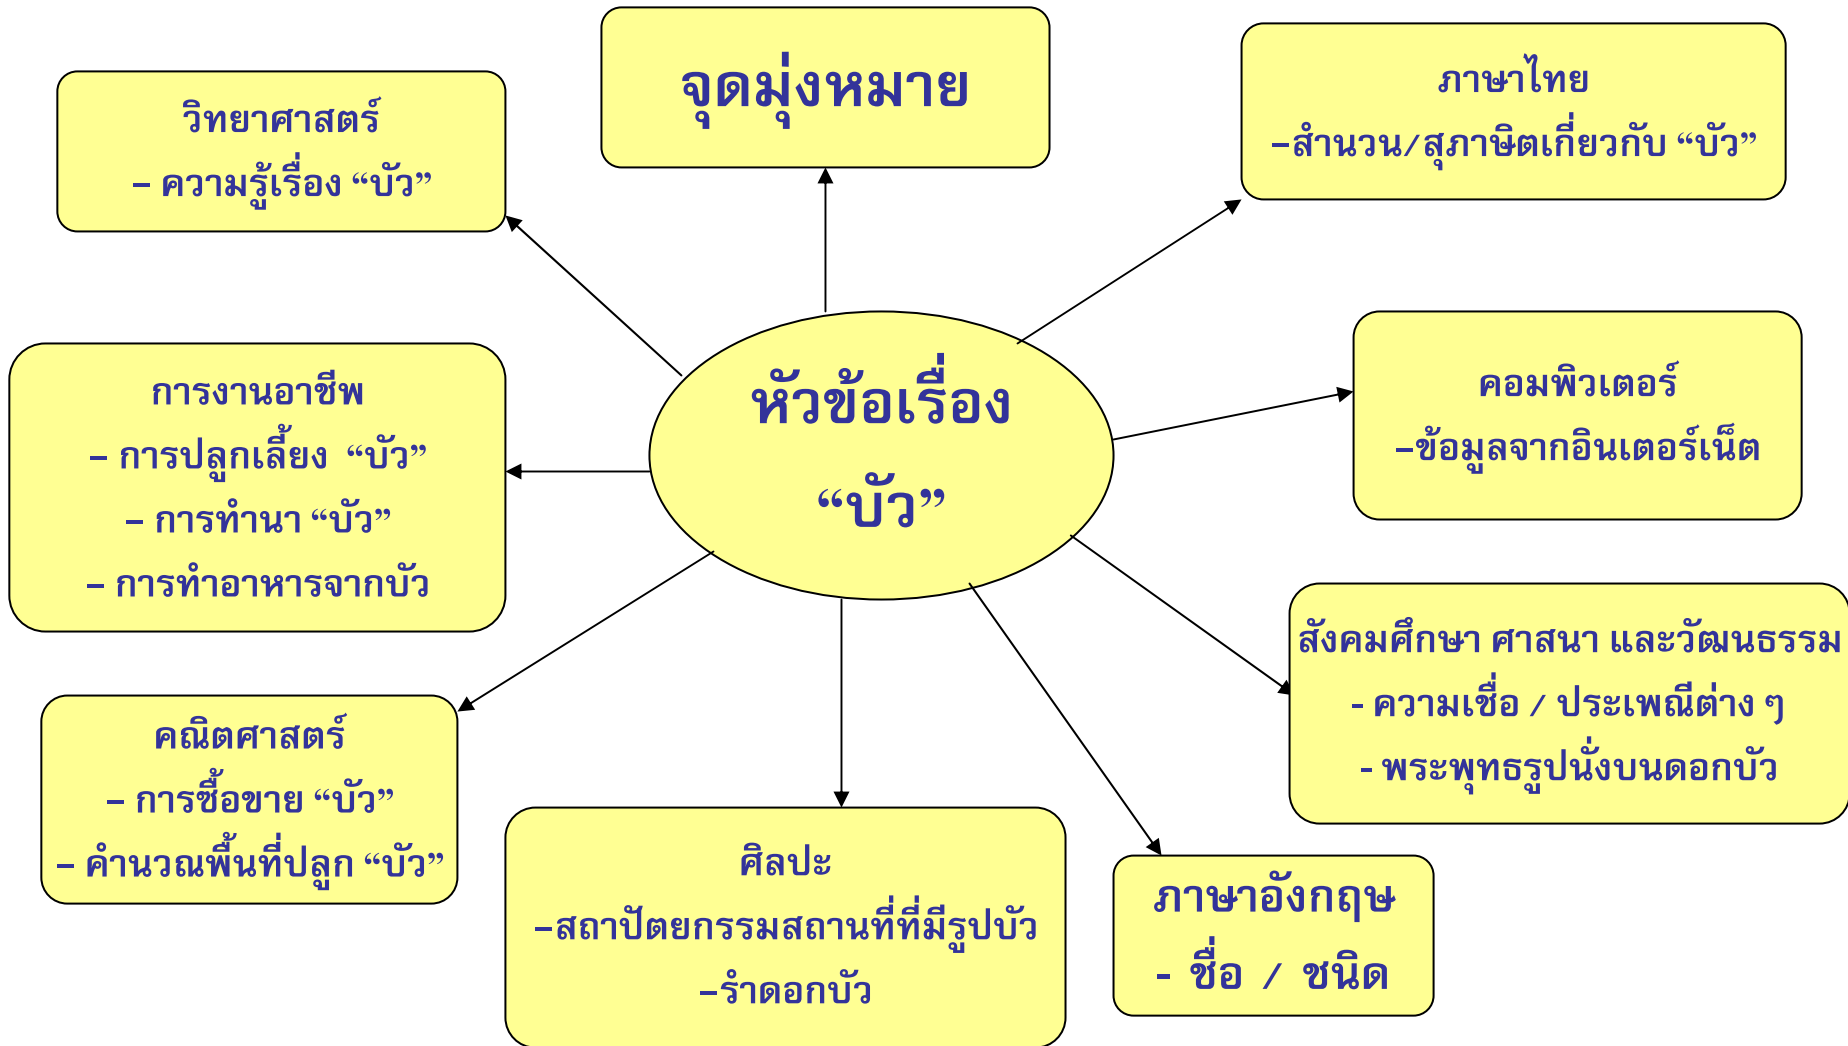 จุดมุ่งหมาย
ภาษาไทย
–สำนวน/สุภาษิตเกี่ยวกับ “บัว”
วิทยาศาสตร์
– ความรู้เรื่อง “บัว”
หัวข้อเรื่อง
“บัว”
คอมพิวเตอร์
–ข้อมูลจากอินเตอร์เน็ต
การงานอาชีพ
– การปลูกเลี้ยง “บัว”
– การทำนา “บัว”
– การทำอาหารจากบัว
สังคมศึกษา ศาสนา และวัฒนธรรม
- ความเชื่อ / ประเพณีต่าง ๆ
- พระพุทธรูปนั่งบนดอกบัว
คณิตศาสตร์
– การซื้อขาย “บัว”
– คำนวณพื้นที่ปลูก “บัว”
ศิลปะ
–สถาปัตยกรรมสถานที่ที่มีรูปบัว
–รำดอกบัว
ภาษาอังกฤษ
- ชื่อ / ชนิด